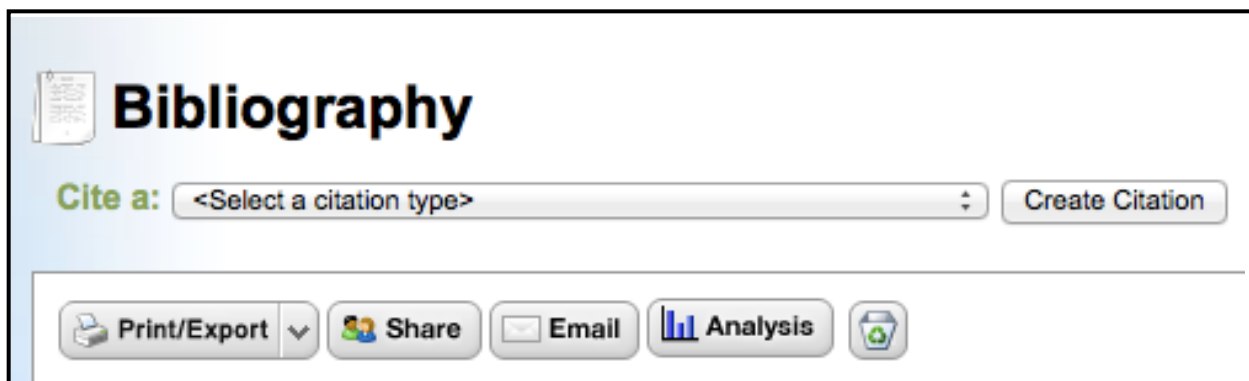 Bibliography
Cite a: <Select a citation type> Create Citation
Print/Export Share Email Analysis